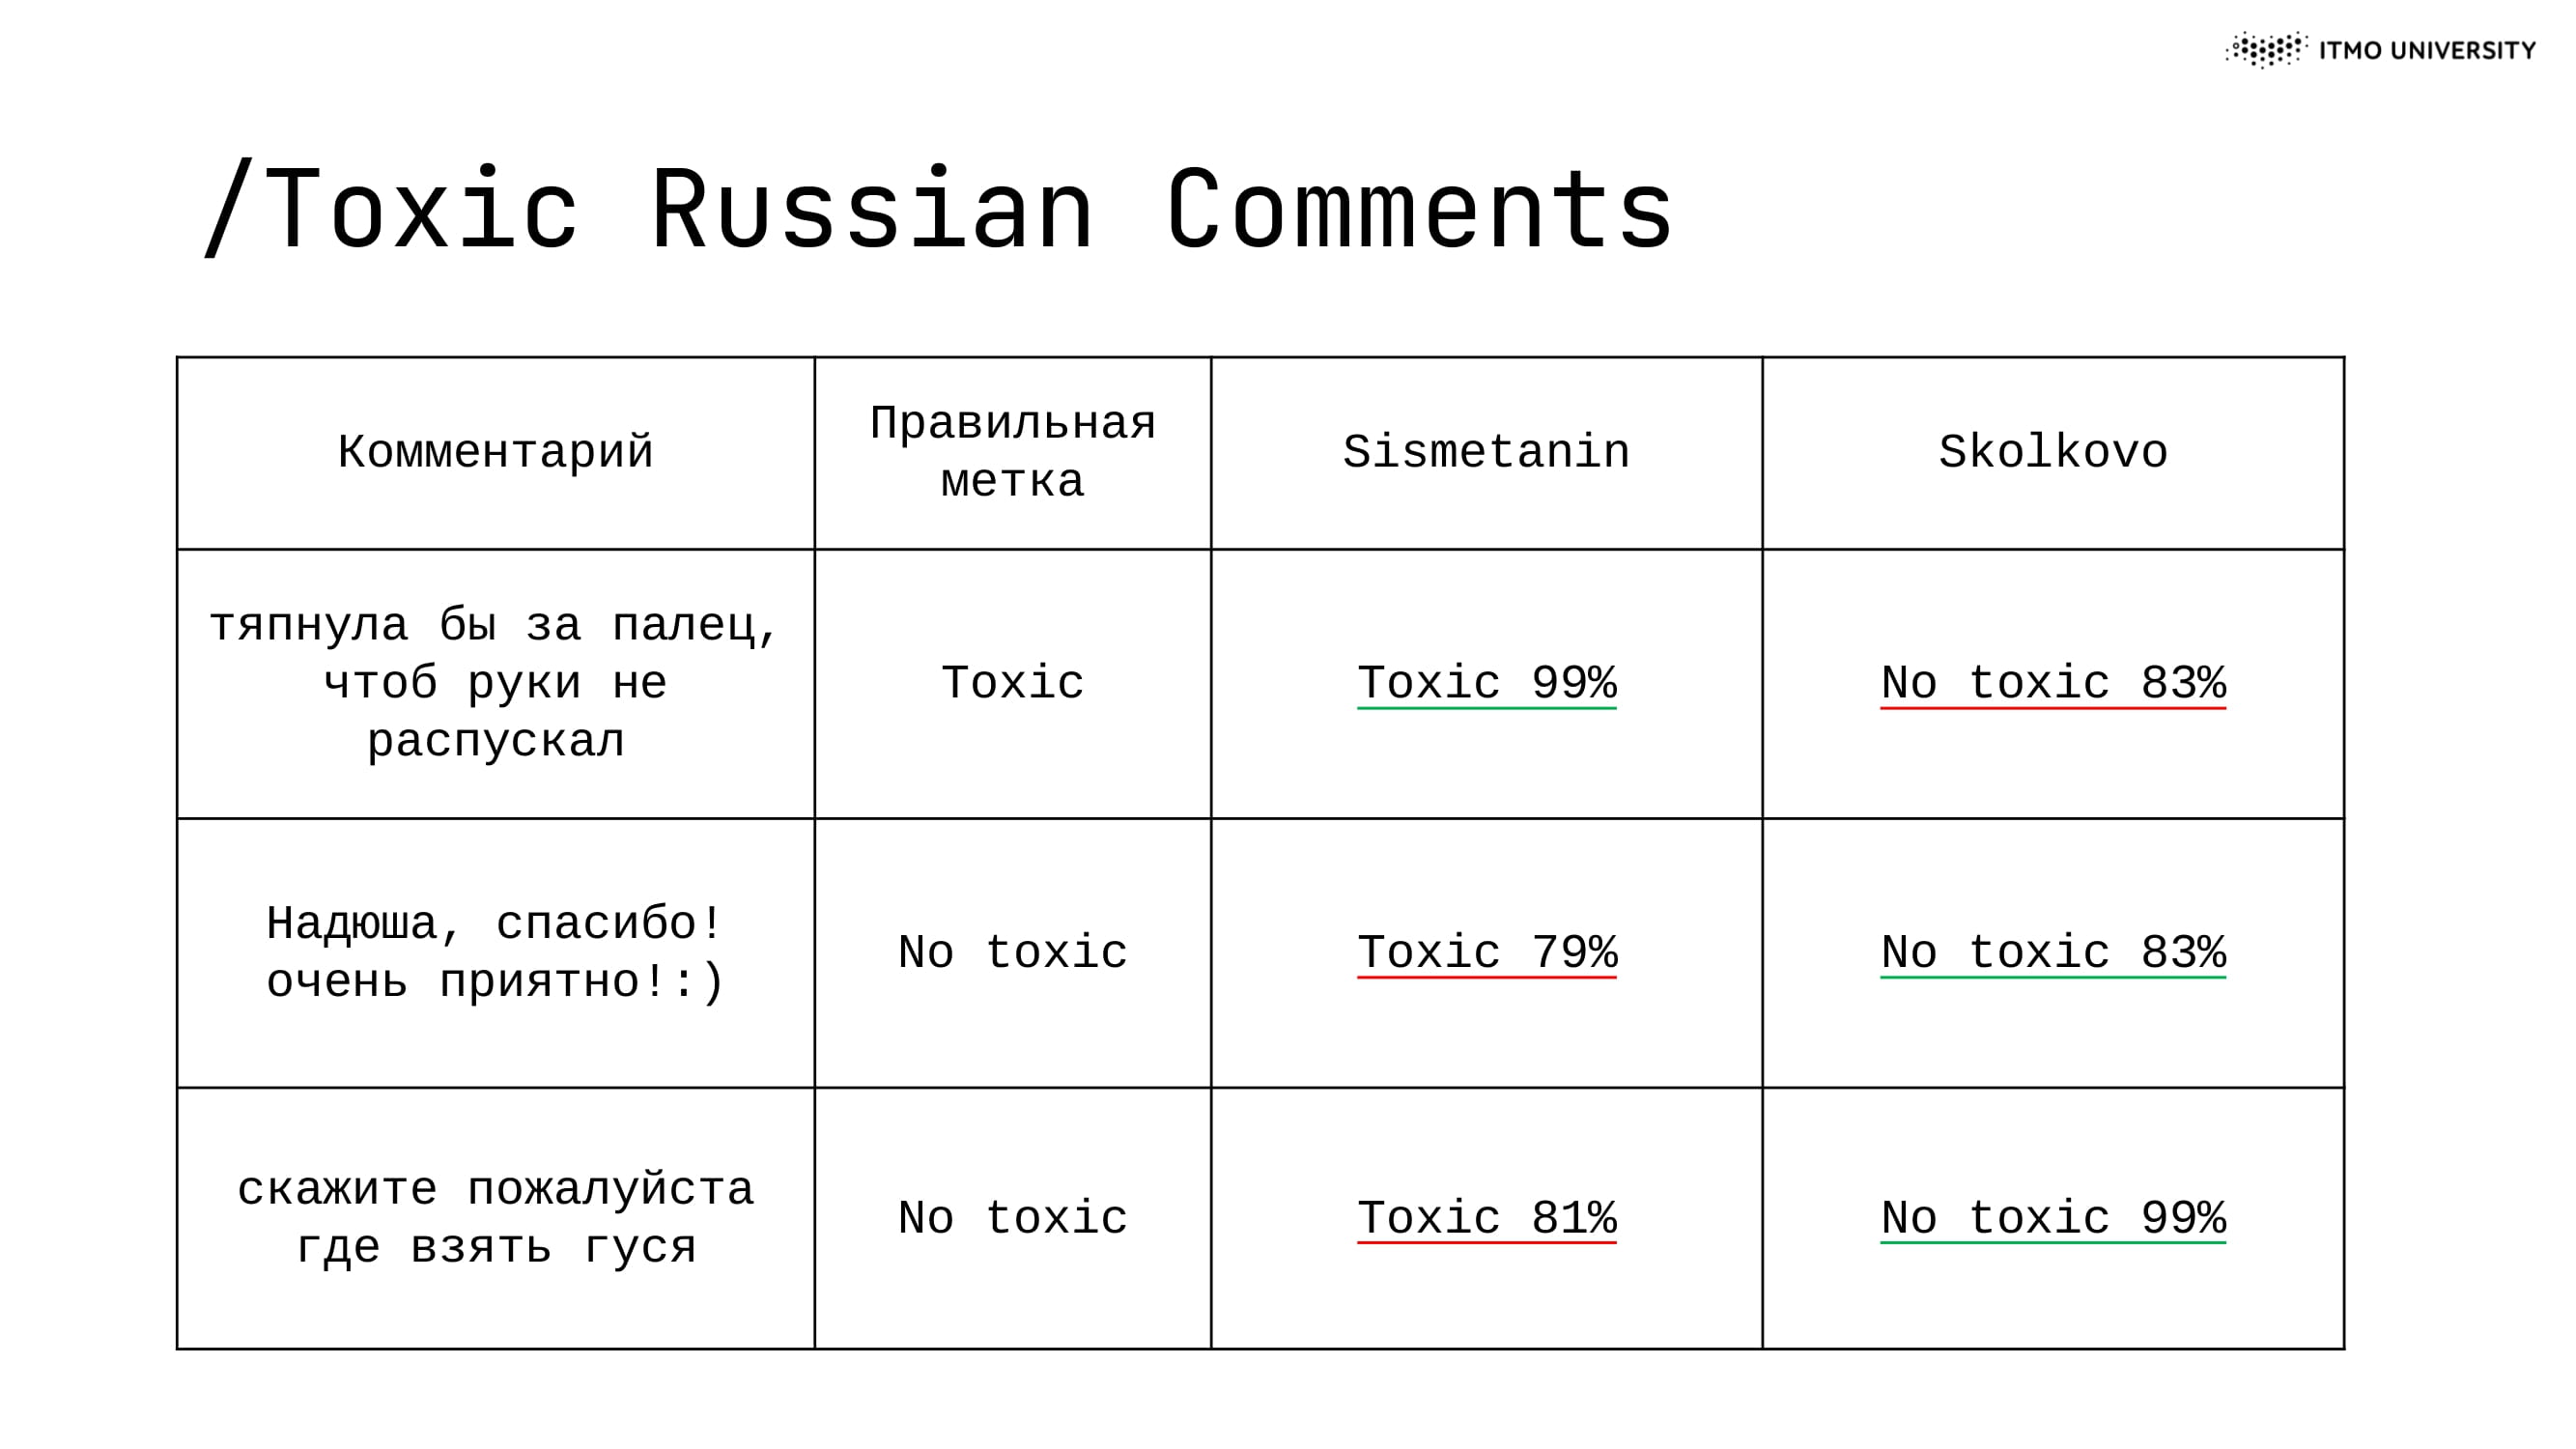 ITMO UNIVERSITY
/Toxic Russian Comments
Комментарий
Правильная
метка
Sismetanin
Skolkovo
тяпнула бы за палец,
чтоб руки не
распускал
Toxic
Toxic 99%
No toxic 83%
Надюша, спасибо!
очень приятно!:)
No toxic
Toxic 79%
No toxic 83%
скажите пожалуйста
где взять гуся
No toxic
Toxic 81%
No toxic 99%